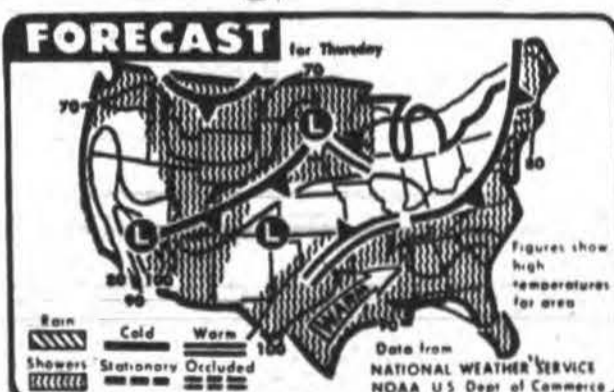 FORECAST
for Thursday
70
70
L
80
L
L
80 100
90
Figures show
high
temperatures
for area
WARM
90
100
Rain
Cold Warm
Showers Stationary Occluded
Data from
NATIONAL WEATHER SERVICE
NOAA U S Dept of Commerce